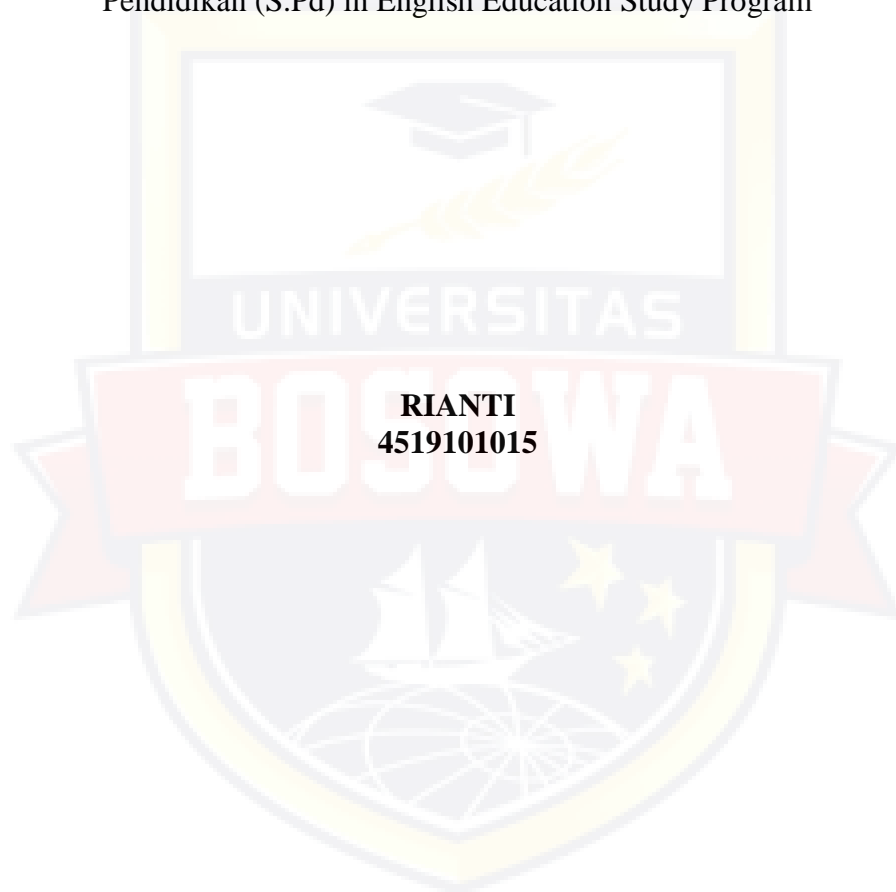 Pendidikan (S.Pd) in English Education Study Program
UNIVERSITAS
BOSOWA
RIANTI
4519101015